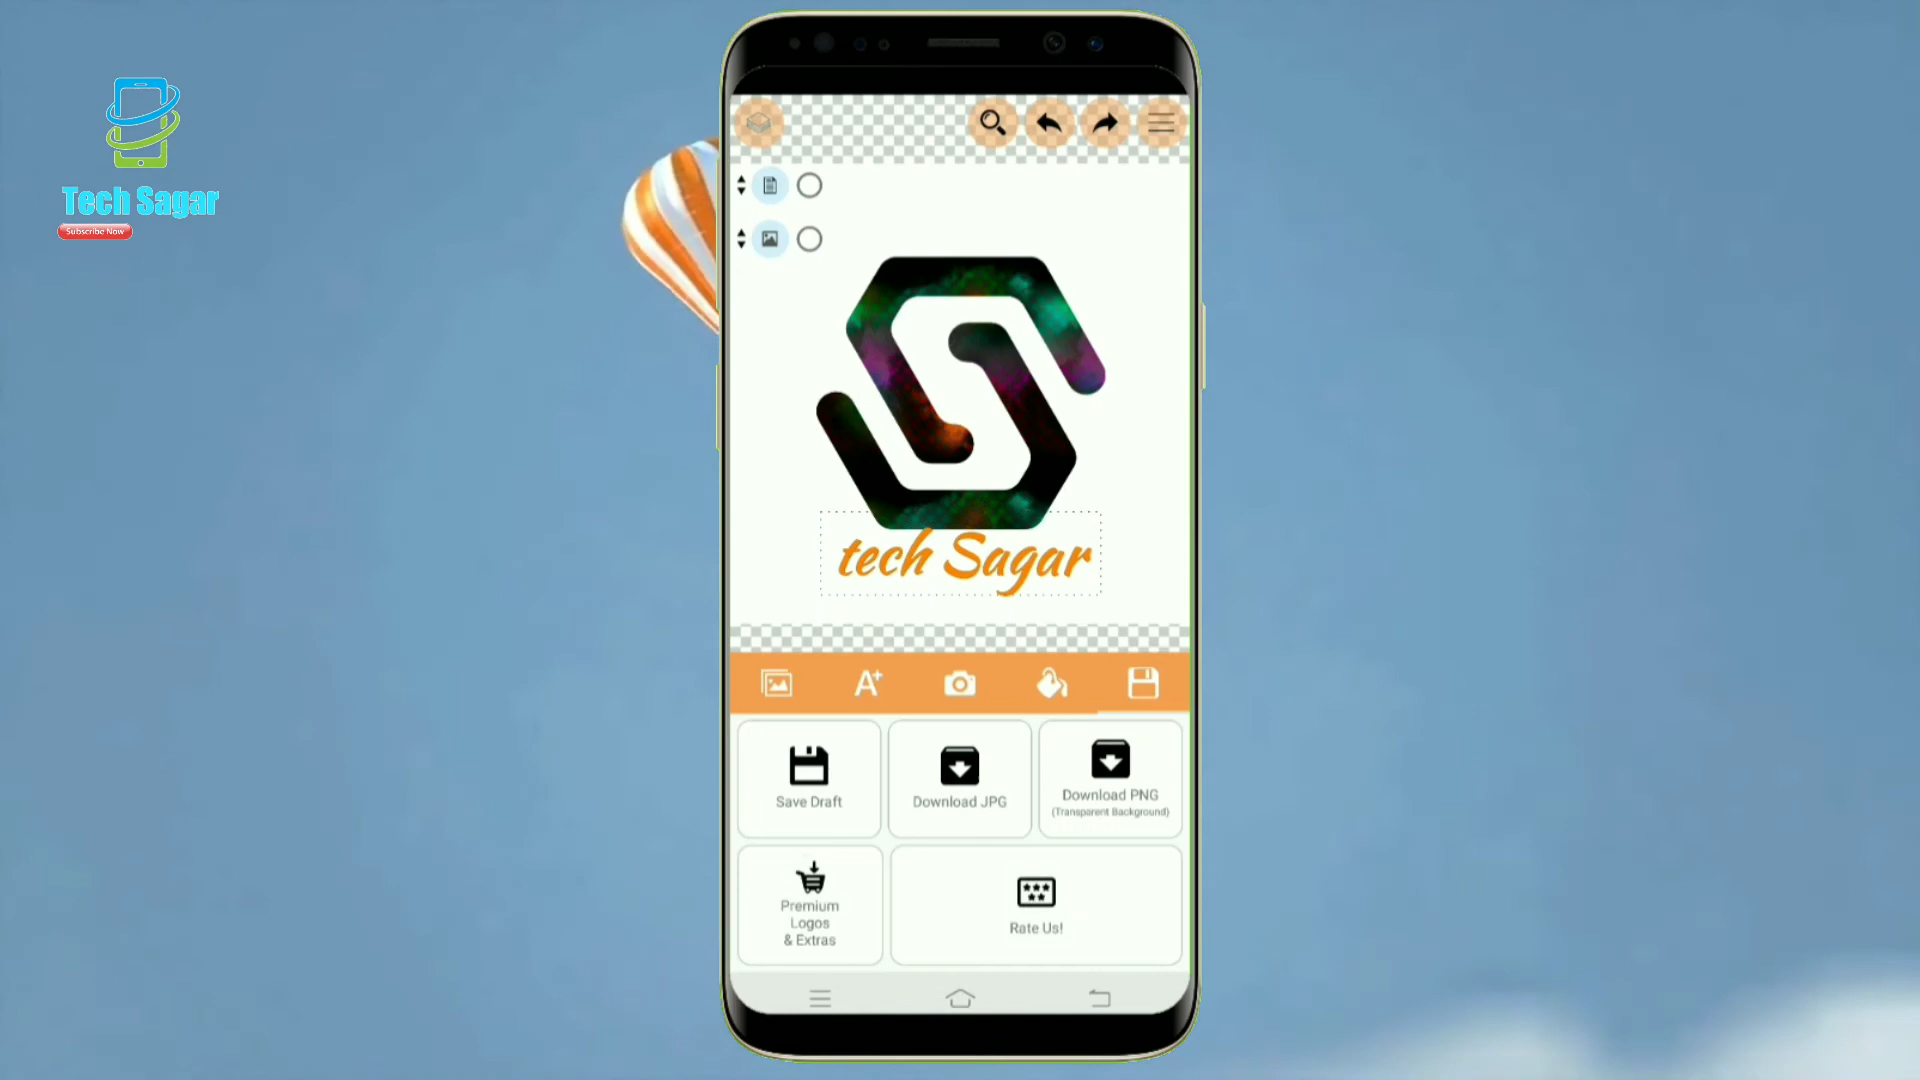 Tech Sagar
Subscribe Now
tech Sagar
A+
Save Draft
Download JPG
Download PNG
(Transparent Background)
Premium
Logos
& Extras
Rate Us!